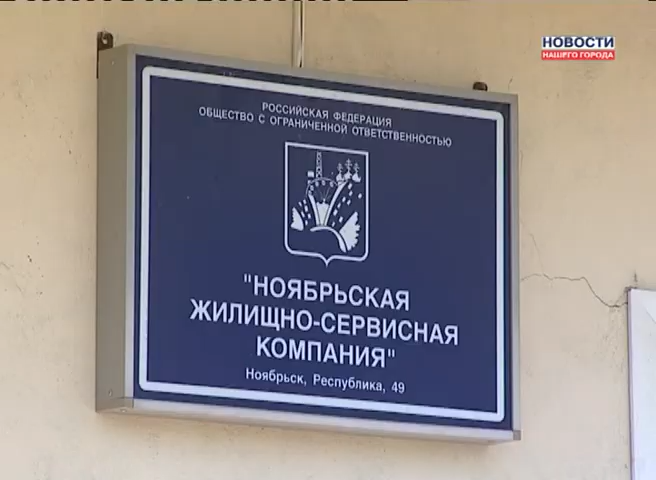 НОВОСТИ
НАШЕГО ГОРОДА
РОССИЙСКАЯ ФЕДЕРАЦИЯ
ОБЩЕСТВО С ОГРАНИЧЕННОЙ ОТВЕТСТВЕННОСТЬЮ
"НОЯБРЬСКАЯ
ЖИЛИЩНО-СЕРВИСНАЯ
КОМПАНИЯ"
Ноябрьск, Республика, 49